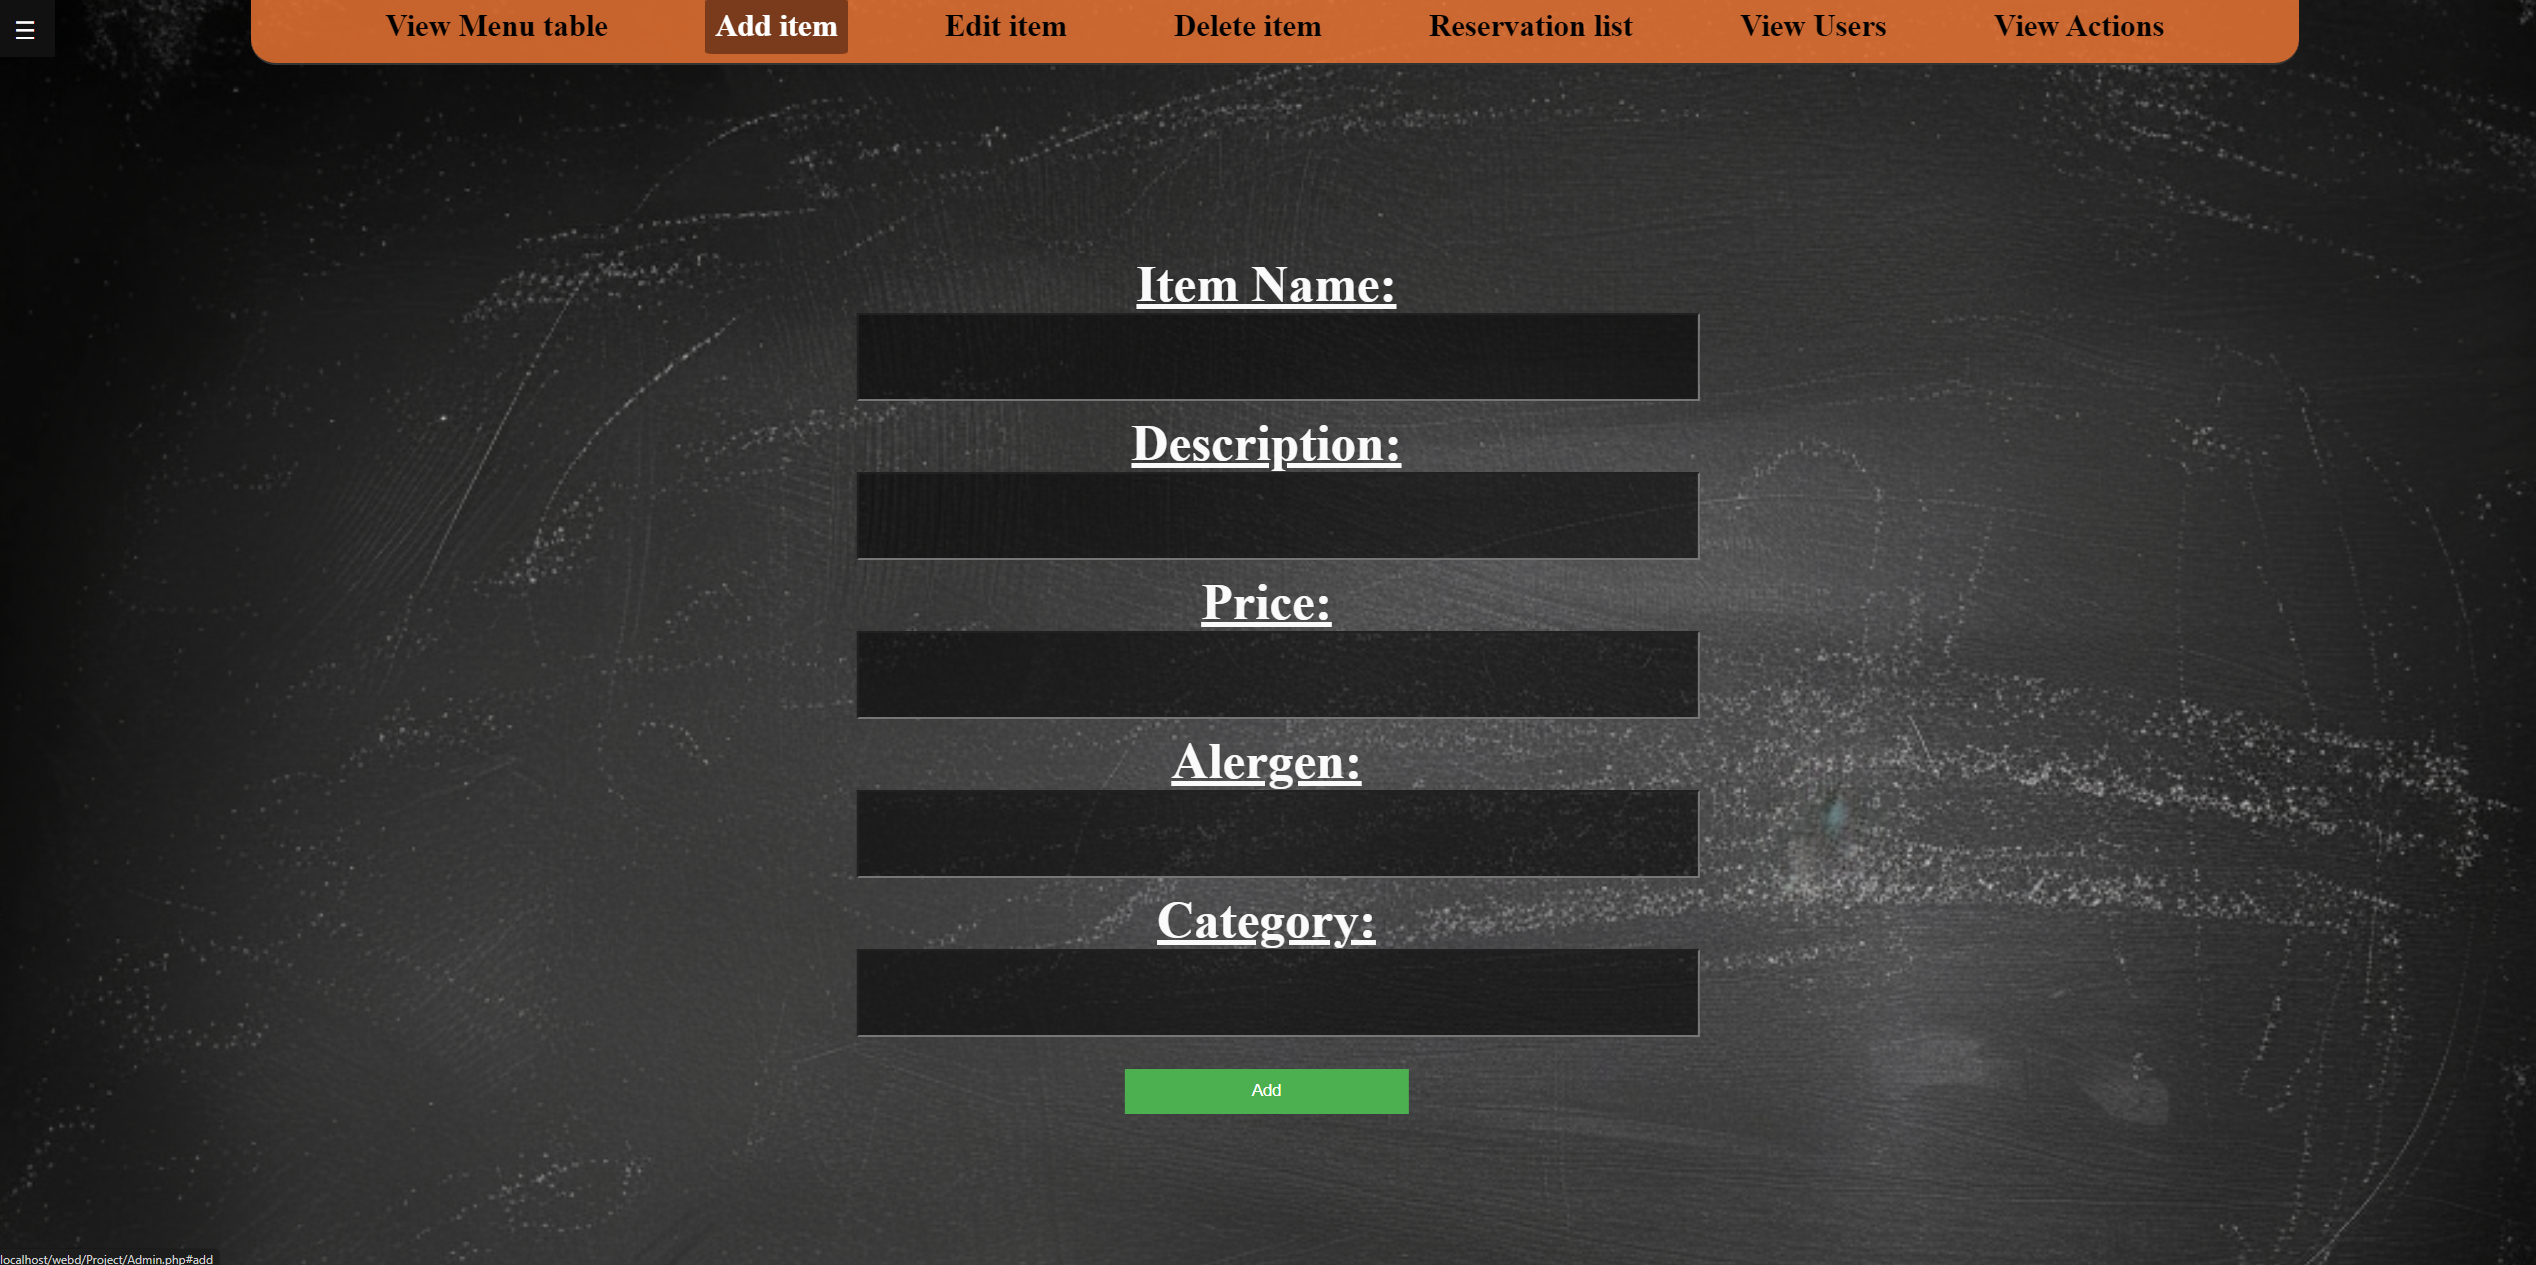 ☰ View Menu table Add item Edit item Delete item Reservation list View Users View Actions
Item Name:
Description:
Price:
Alergen:
Category:
Add
localhost/webd/Project/Admin.php#add